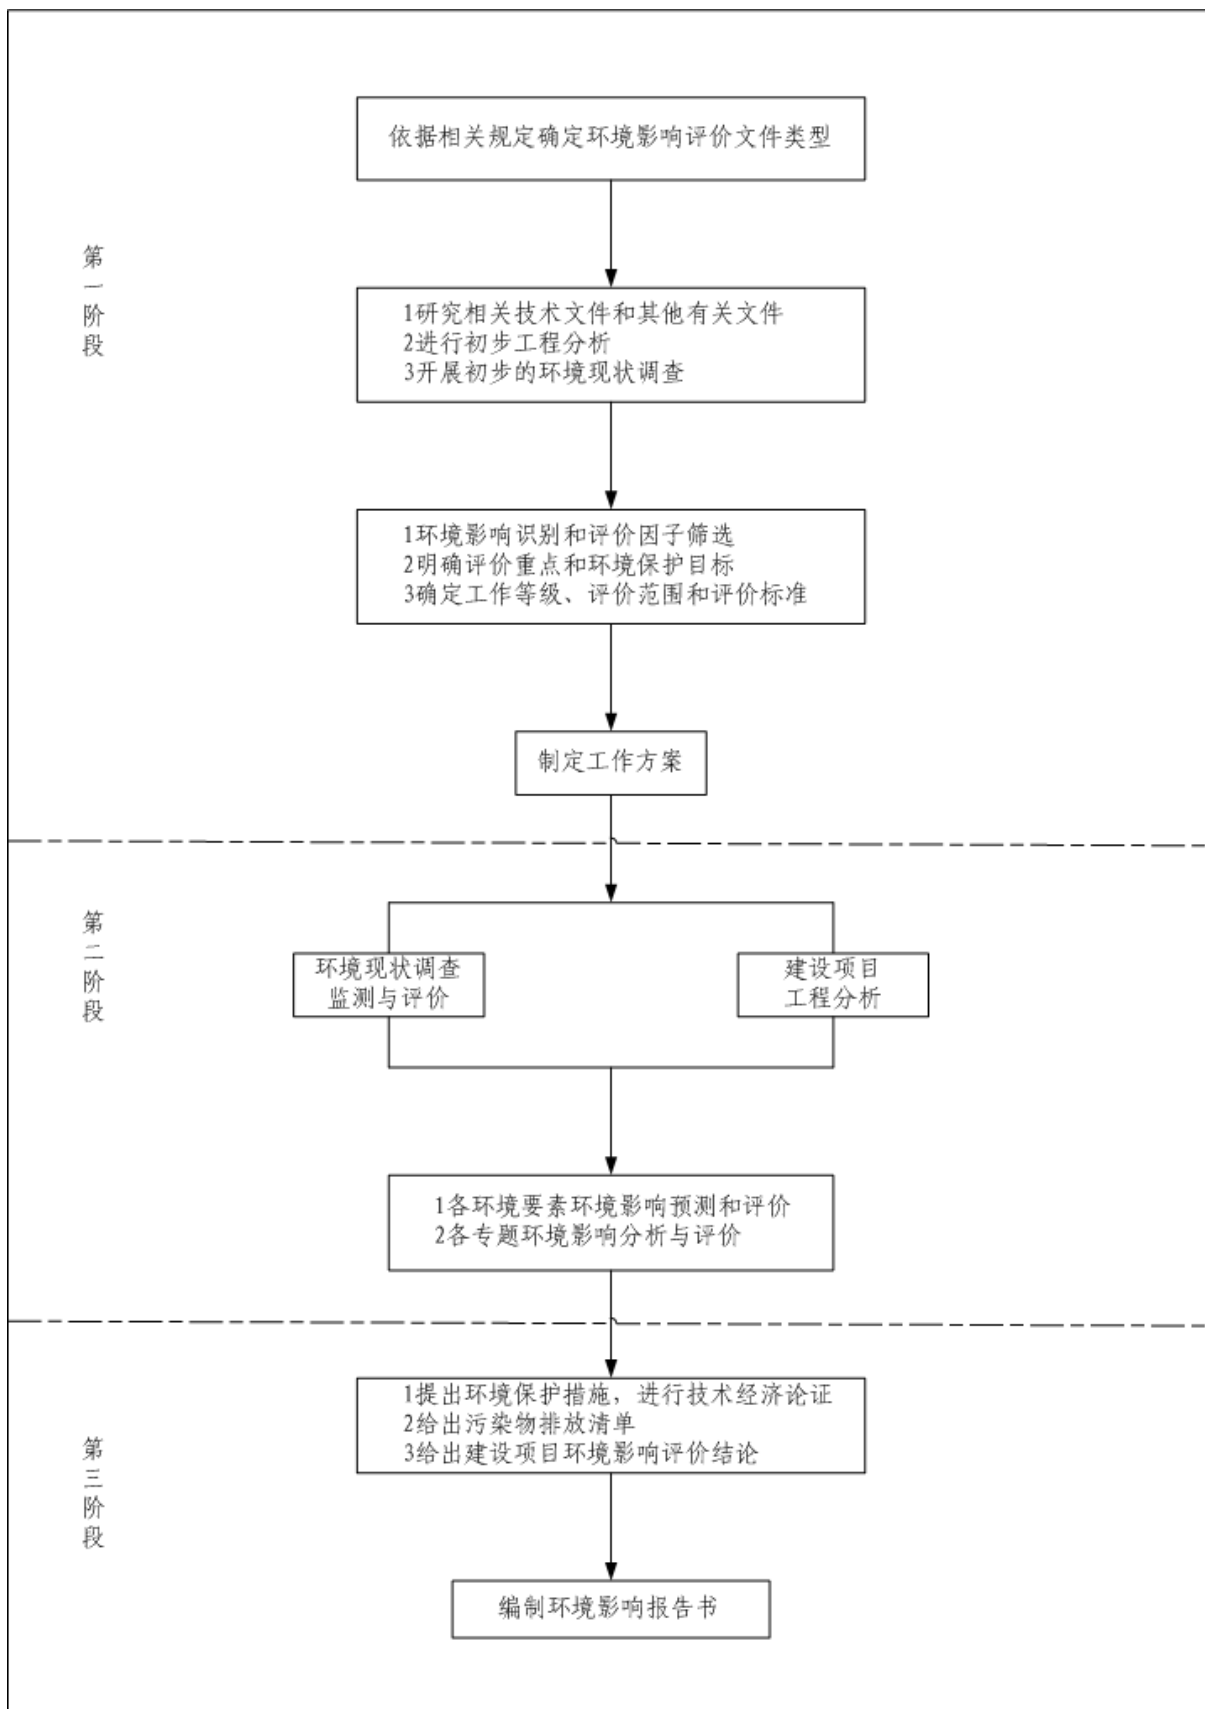 依据相关规定确定环境影响评价文件类型
第一阶段
1研究相关技术文件和其他有关文件
2进行初步工程分析
3开展初步的环境现状调查
1环境影响识别和评价因子筛选
2明确评价重点和环境保护目标
3确定工作等级、评价范围和评价标准
制定工作方案
第二阶段
环境现状调查
监测与评价
建设项目
工程分析
1各环境要素环境影响预测和评价
2各专题环境影响分析与评价
第三阶段
1提出环境保护措施，进行技术经济论证
2给出污染物排放清单
3给出建设项目环境影响评价结论
编制环境影响报告书